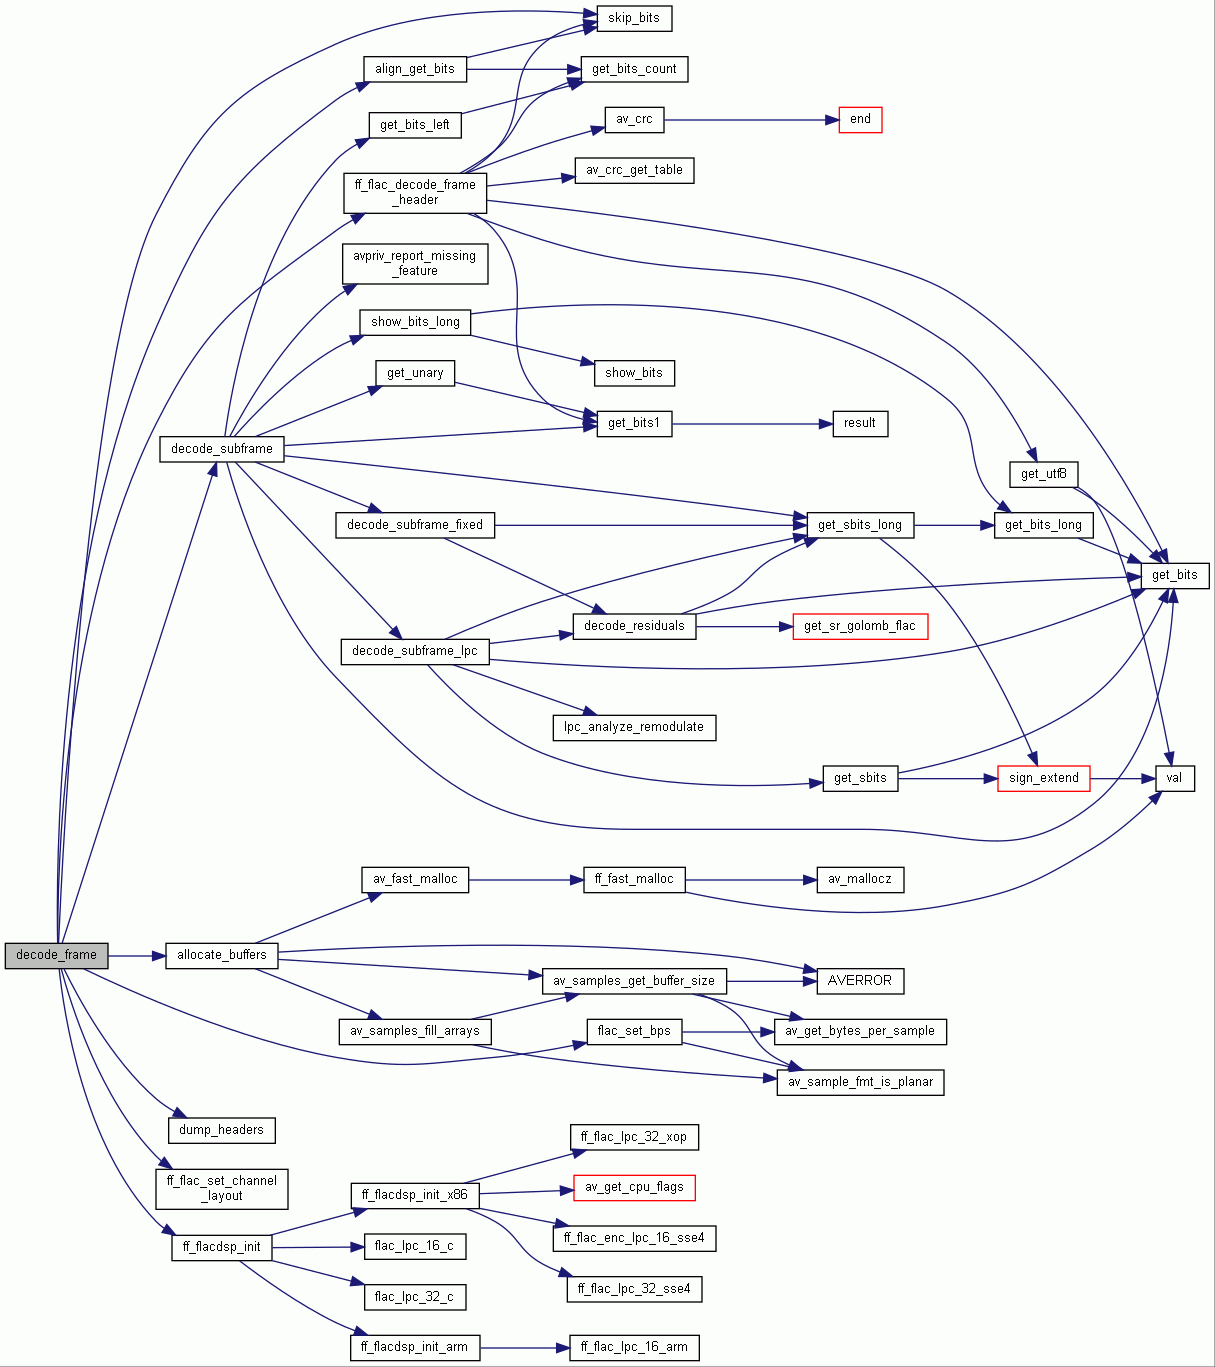 skip_bits
align_get_bits
get_bits_count
get_bits_left
av_crc
end
av_crc_get_table
ff_flac_decode_frame
_header
avpriv_report_missing
_feature
show_bits_long
show_bits
get_unary
get_bits1
result
decode_subframe
get_utf8
decode_subframe_fixed
get_sbits_long
get_bits_long
get_bits
decode_residuals
get_sr_golomb_flac
decode_subframe_lpc
lpc_analyze_remodulate
get_sbits
sign_extend
val
av_fast_malloc
ff_fast_malloc
av_mallocz
decode_frame
allocate_buffers
av_samples_get_buffer_size
AVERROR
av_samples_fill_arrays
flac_set_bps
av_get_bytes_per_sample
av_sample_fmt_is_planar
dump_headers
ff_flac_lpc_32_xop
ff_flac_set_channel
_layout
ff_flacdsp_init_x86
av_get_cpu_flags
ff_flacdsp_init
flac_lpc_16_c
ff_flac_enc_lpc_16_sse4
flac_lpc_32_c
ff_flac_lpc_32_sse4
ff_flacdsp_init_arm
ff_flac_lpc_16_arm